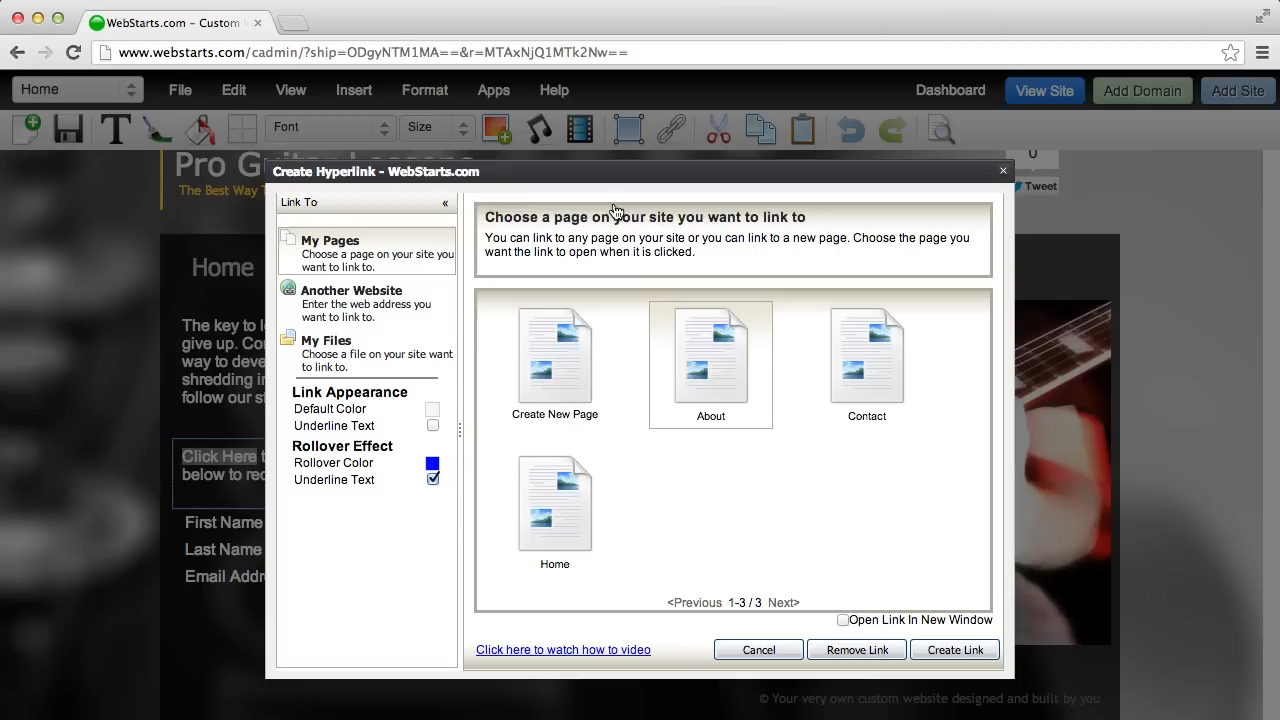 WebStarts.com – Custom
www.webstarts.com/cadmin/?ship=ODgyNTM1MA==&r=MTAxNjQ1MTk2Nw==
Home File Edit View Insert Format Apps Help Dashboard View Site Add Domain Add Site
T Font Size
Pro Guitar Lessons
The Best Way T
0
Tweet
Create Hyperlink - WebStarts.com
Link To «
My Pages
Choose a page on your site you
want to link to.
Another Website
Enter the web address you
want to link to.
My Files
Choose a file on your site want
to link to.
Link Appearance
Default Color
Underline Text
Rollover Effect
Rollover Color
Underline Text
Choose a page on your site you want to link to
You can link to any page on your site or you can link to a new page. Choose the page you
want the link to open when it is clicked.
Create New Page
About
Contact
Home
<Previous 1-3 / 3 Next>
Open Link In New Window
Click here to watch how to video
Cancel Remove Link Create Link
Home
The key to l
give up. Co
way to deve
shredding i
follow our s
Click Here t
below to re
First Name
Last Name
Email Addr
© Your very own custom website designed and built by you